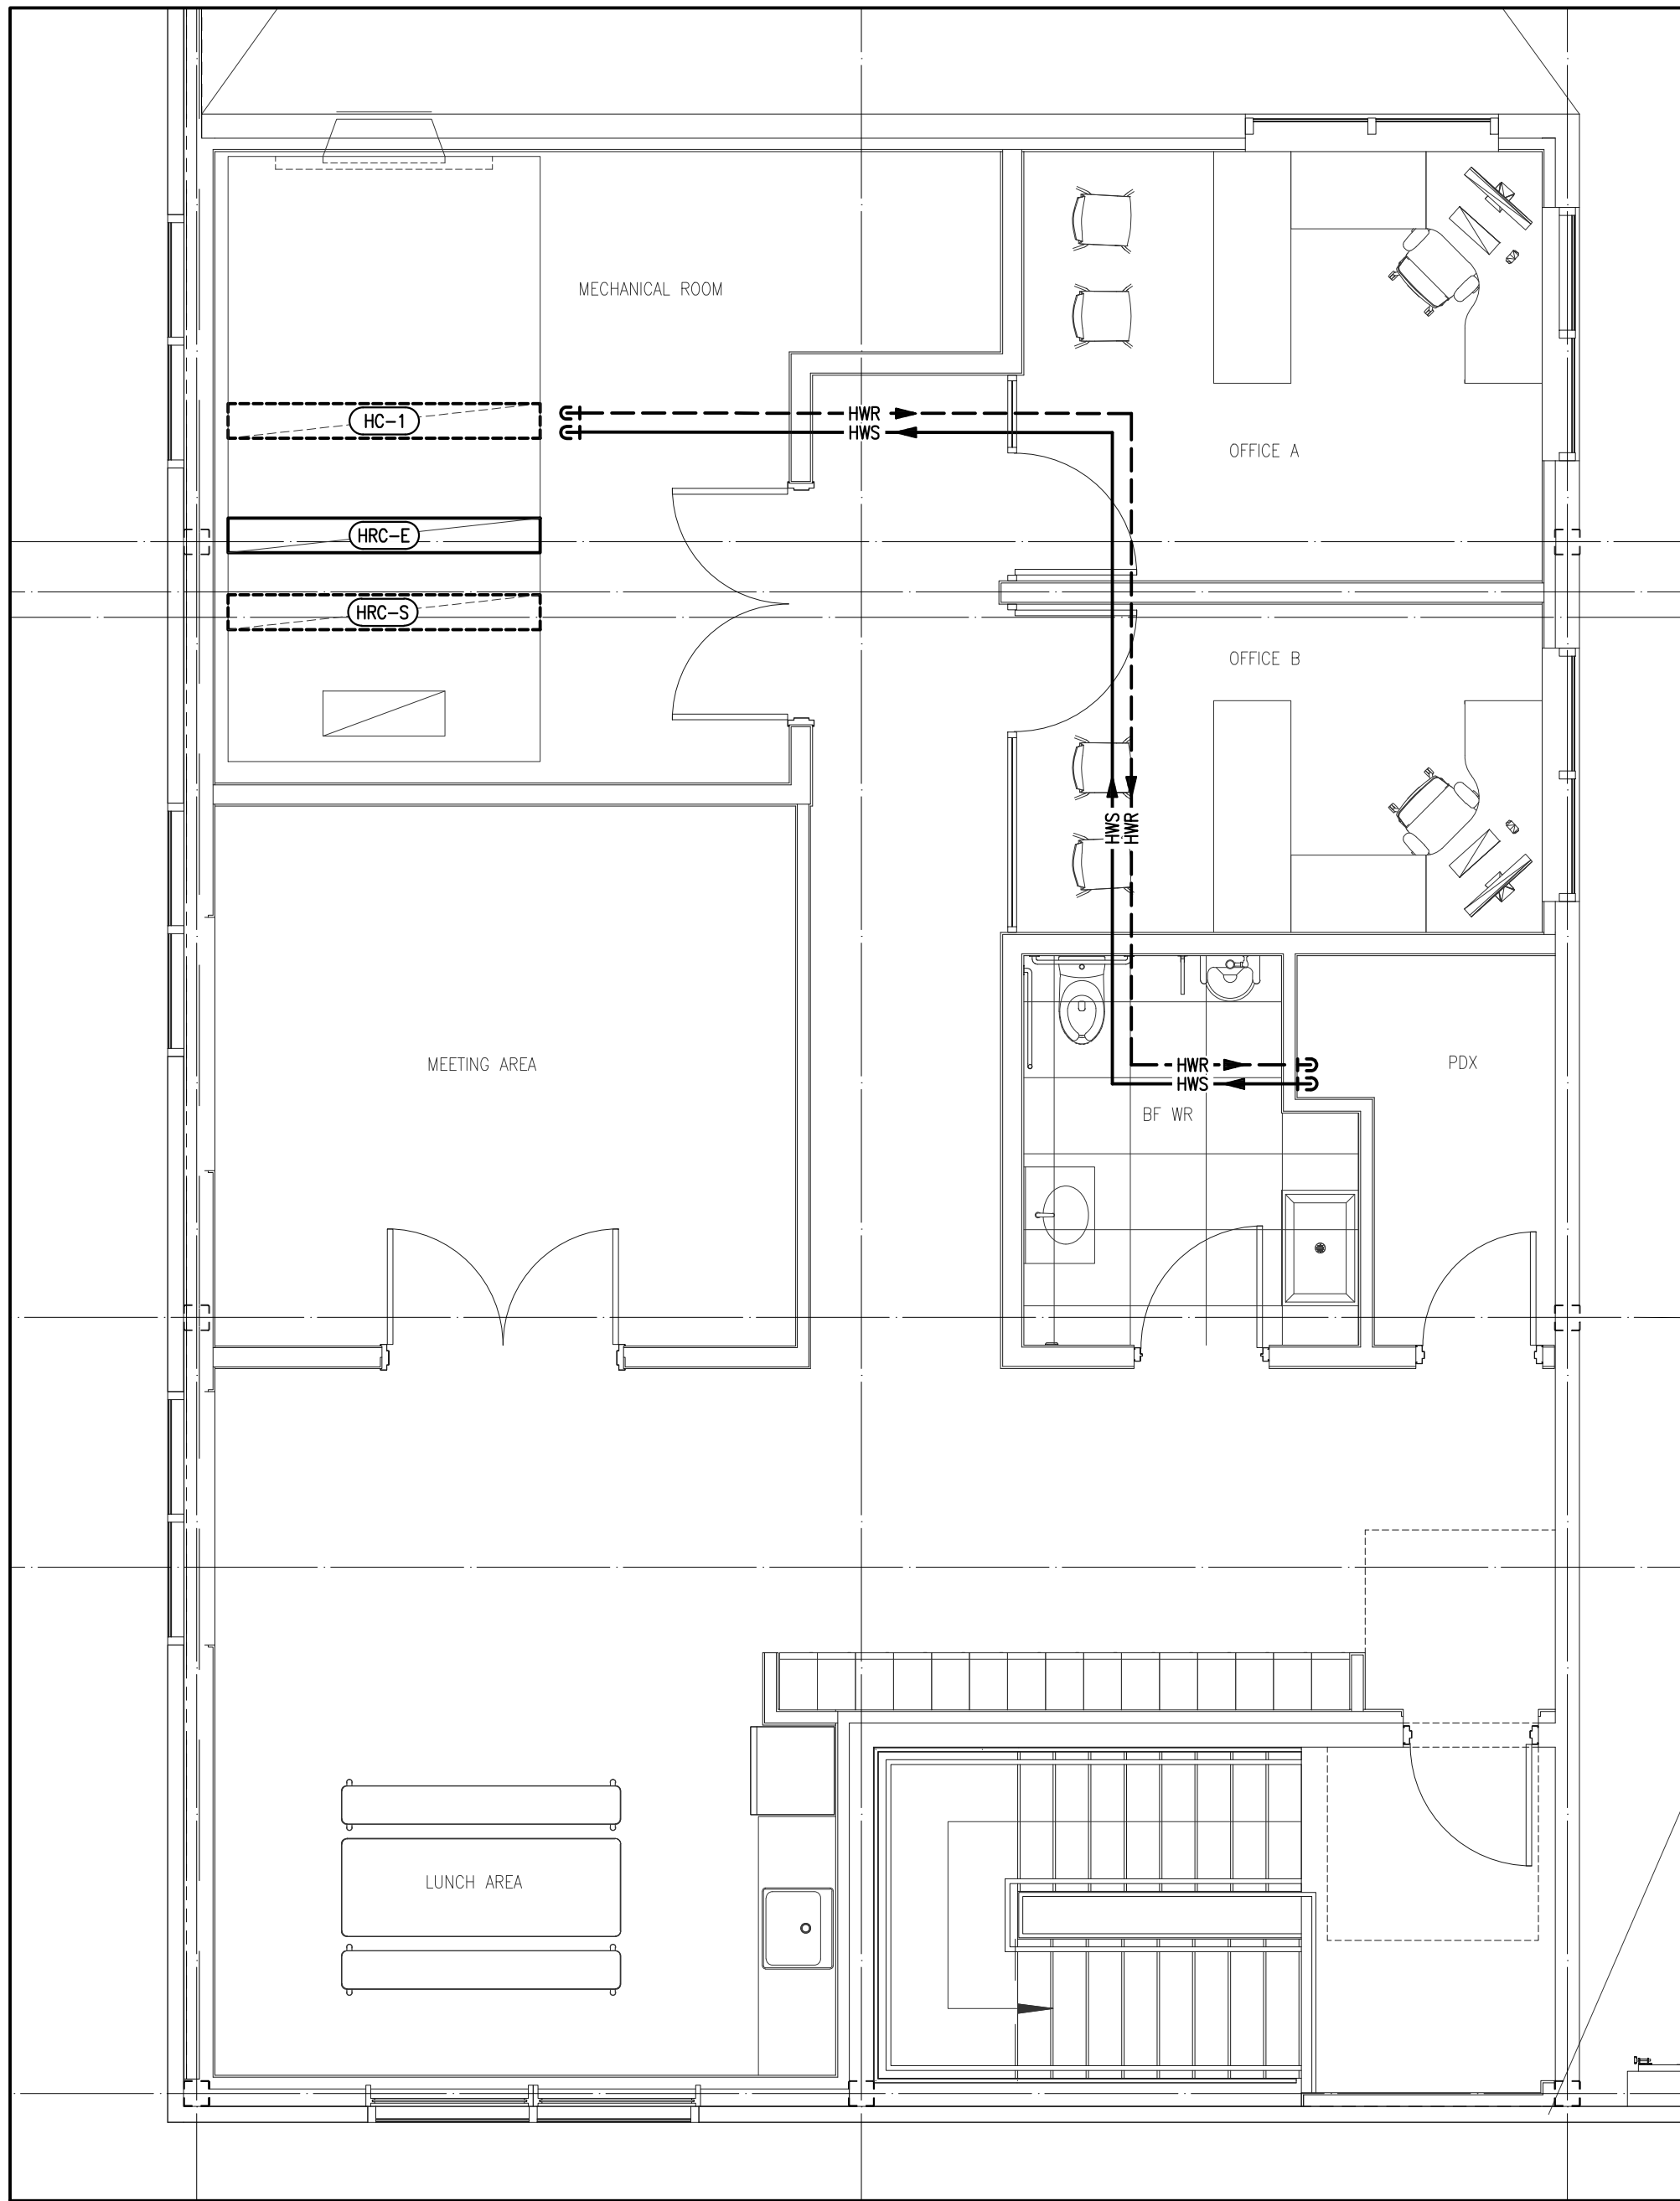 MECHANICAL ROOM
HC-1
HWR
HWS
OFFICE A
HRC-E
HRC-S
OFFICE B
HWS
HWR
MEETING AREA
HWR
HWS
PDX
BF WR
LUNCH AREA